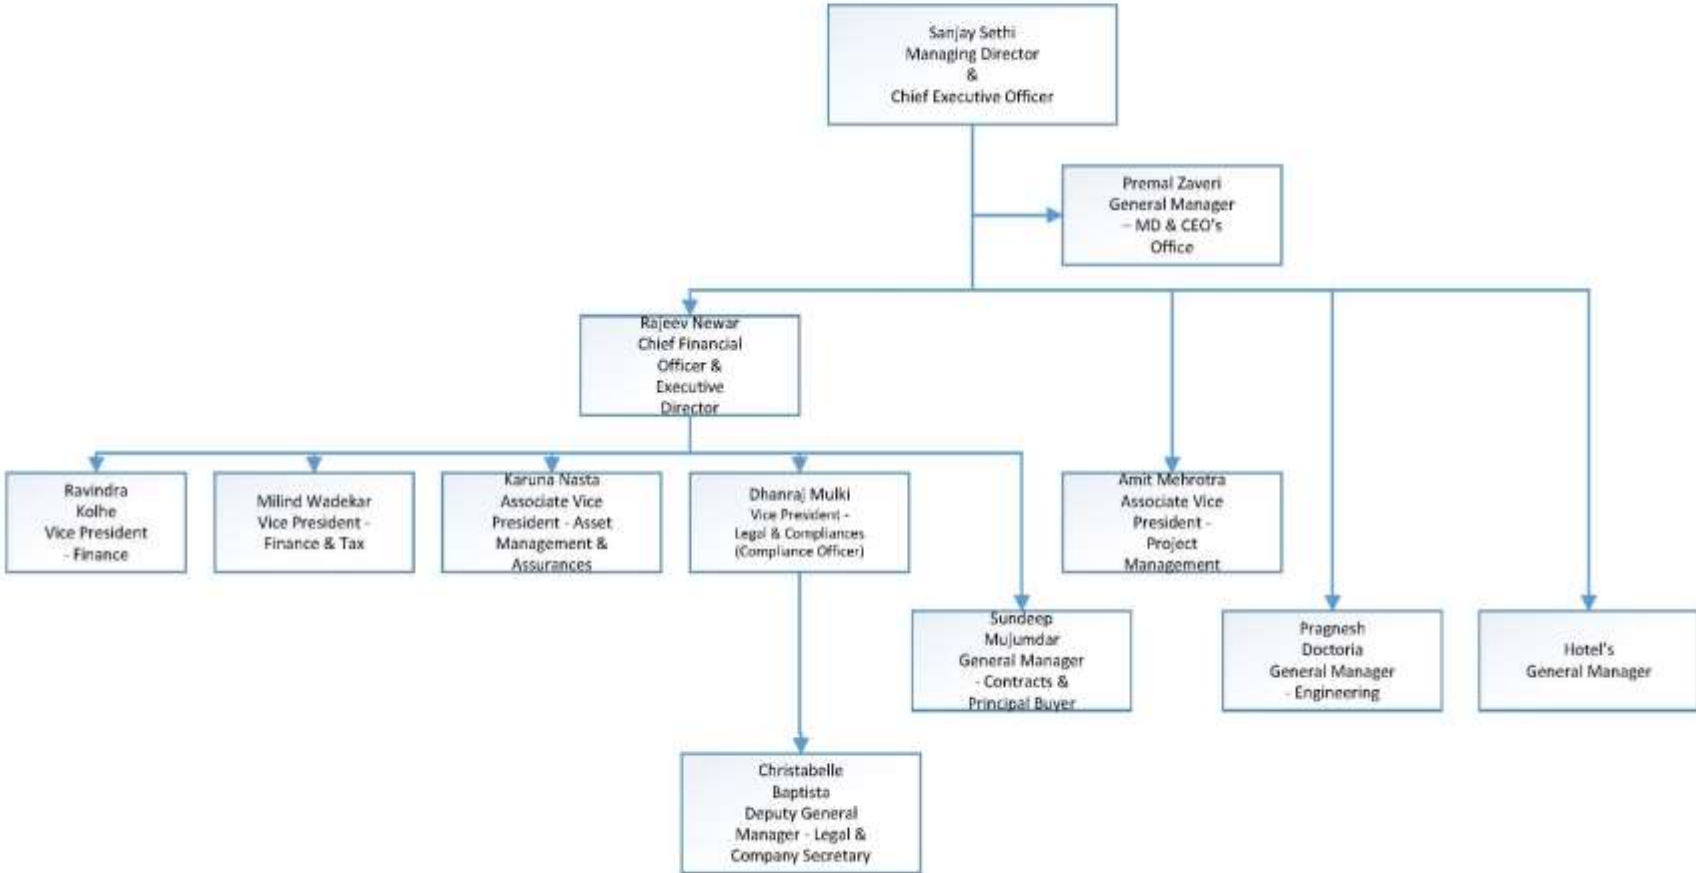 Sanjay Sethi
Managing Director
&
Chief Executive Officer
Premal Zaveri
General Manager
– MD & CEO's
Office
Rajeev Newar
Chief Financial
Officer &
Executive
Director
Ravindra
Kolhe
Vice President
- Finance
Milind Wadekar
Vice President -
Finance & Tax
Karuna Nasta
Associate Vice
President - Asset
Management &
Assurances
Dhanraj Mulki
Vice President -
Legal & Compliances
(Compliance Officer)
Amit Mehrotra
Associate Vice
President -
Project
Management
Sundeep
Mujumdar
General Manager
- Contracts &
Principal Buyer
Pragnesh
Doctoria
General Manager
- Engineering
Hotel's
General Manager
Christabelle
Baptista
Deputy General
Manager - Legal &
Company Secretary